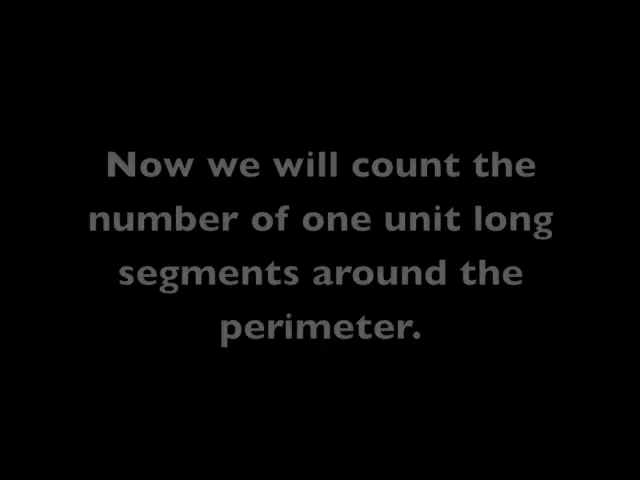 Now we will count the
number of one unit long
segments around the
perimeter.